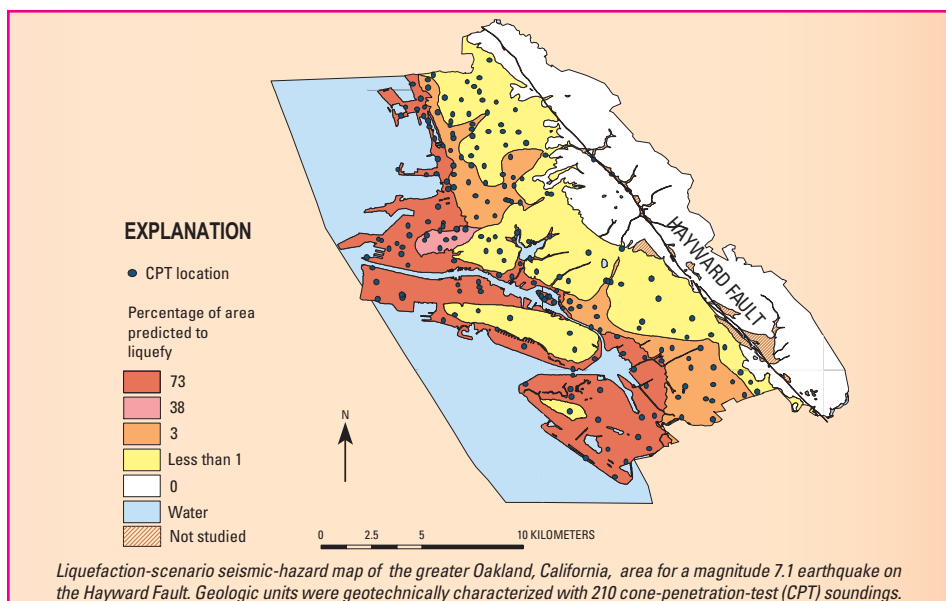 HAYWARD FAULT
EXPLANATION
CPT location
Percentage of area
predicted to
liquefy
73
38
3
Less than 1
0
Water
Not studied
N
0 2.5 5 10 KILOMETERS
Liquefaction-scenario seismic-hazard map of the greater Oakland, California, area for a magnitude 7.1 earthquake on
the Hayward Fault. Geologic units were geotechnically characterized with 210 cone-penetration-test (CPT) soundings.